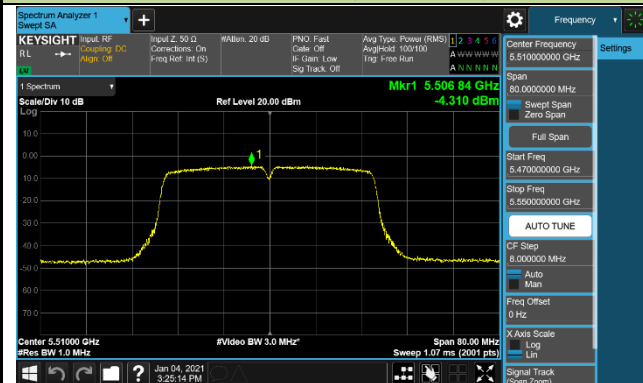 Spectrum Analyzer 1
Swept SA
Frequency
KEYSIGHT
RL
Input: RF
Coupling: DC
Align: Off
Input Z: 50 Ω
Corrections: On
Freq Ref: Int (S)
#Atten: 20 dB
PNO: Fast
Gate: Off
IF Gain: Low
Sig Track: Off
Avg Type: Power (RMS)
Avg|Hold: 100/100
Trig: Free Run
1 2 3 4 5 6
A W W W W W
A N N N N N
1 Spectrum
Scale/Div 10 dB
Ref Level 20.00 dBm
Mkr1 5.506 84 GHz
-4.310 dBm
Log
10.0
0.00
-10.0
-20.0
-30.0
-40.0
-50.0
-60.0
-70.0
1
Center 5.51000 GHz
#Res BW 1.0 MHz
#Video BW 3.0 MHz*
Span 80.00 MHz
Sweep 1.07 ms (2001 pts)
Jan 04, 2021
3:25:14 PM
Center Frequency
5.510000000 GHz
Span
80.0000000 MHz
Swept Span
Zero Span
Full Span
Start Freq
5.470000000 GHz
Stop Freq
5.550000000 GHz
AUTO TUNE
CF Step
8.000000 MHz
Auto
Man
Freq Offset
0 Hz
X Axis Scale
Log
Lin
Signal Track
(Span Zoom)
Settings